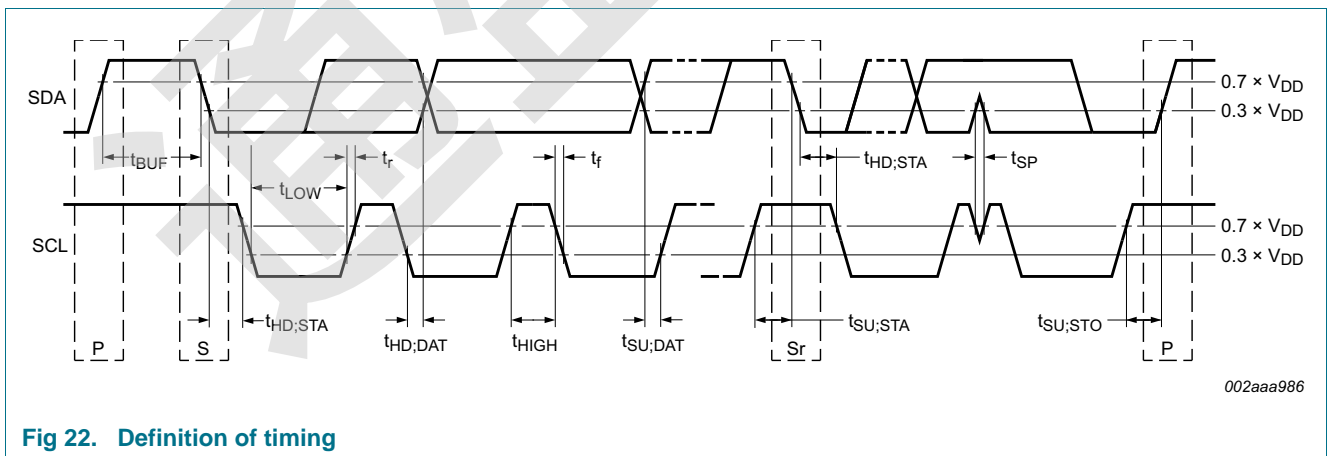 SDA
0.7 × VDD
0.3 × VDD
tBUF
tr
tf
tHD;STA
tSP
tLOW
SCL
0.7 × VDD
0.3 × VDD
tHD;STA
tHD;DAT
tHIGH
tSU;DAT
tSU;STA
tSU;STO
P
S
Sr
P
002aaa986
Fig 22. Definition of timing